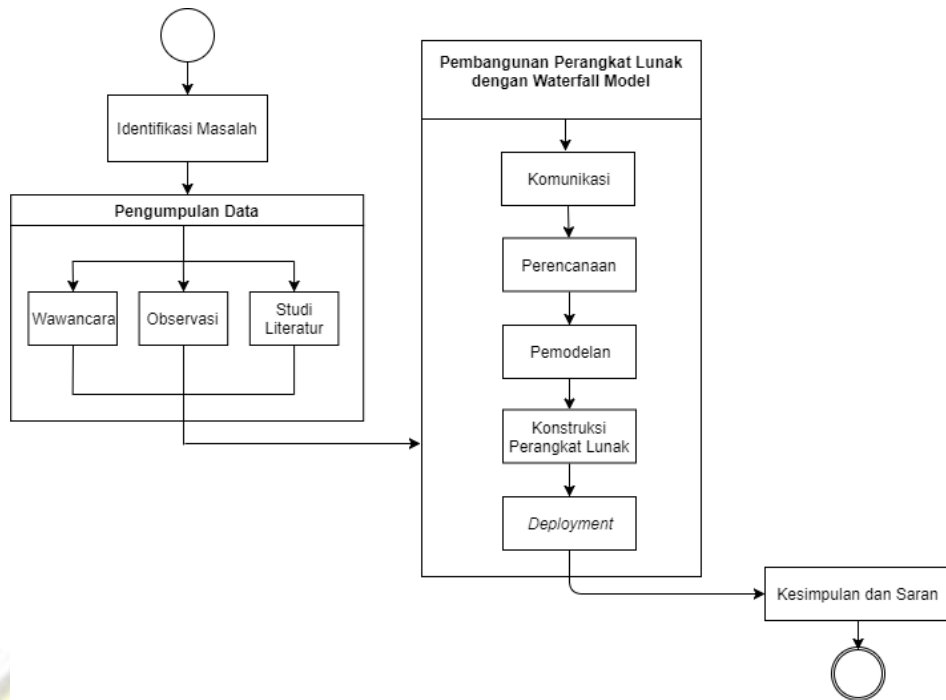 Identifikasi Masalah
Pengumpulan Data
Wawancara
Observasi
Studi
Literatur
Pembangunan Perangkat Lunak
dengan Waterfall Model
Komunikasi
Perencanaan
Pemodelan
Konstruksi
Perangkat Lunak
Deployment
Kesimpulan dan Saran